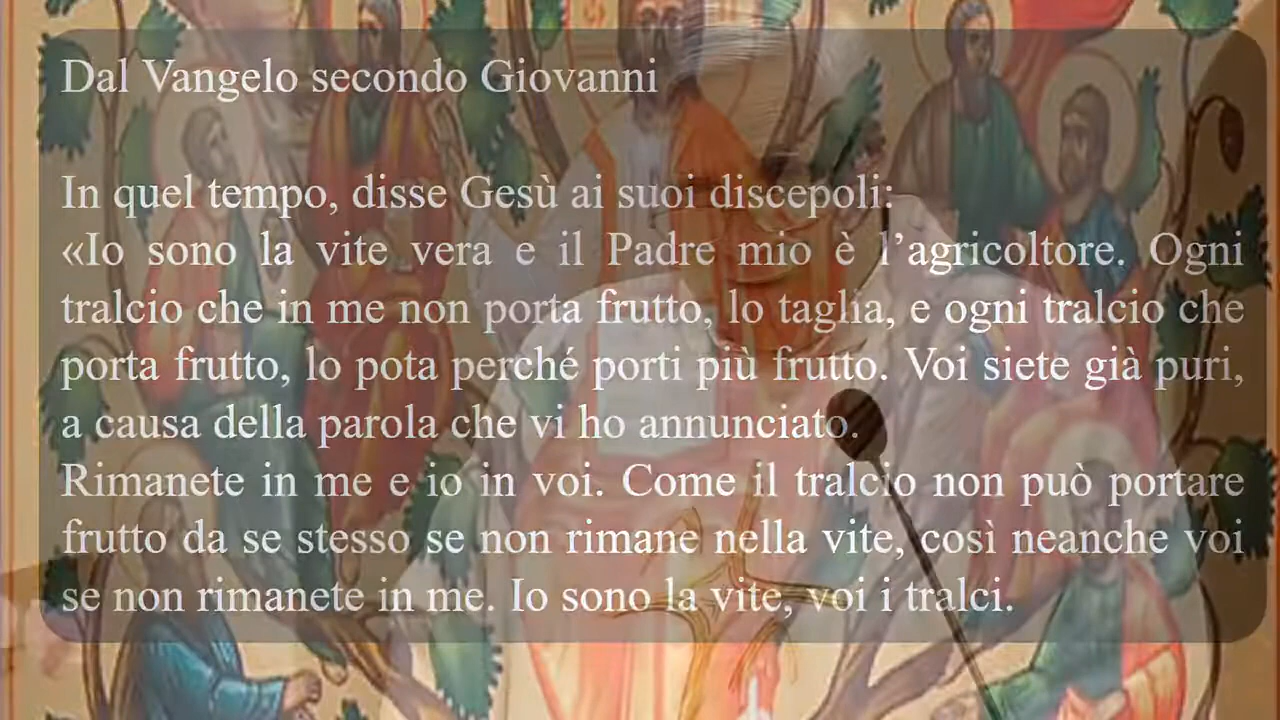 Dal Vangelo secondo Giovanni
In quel tempo, disse Gesù ai suoi discepoli:
«Io sono la vite vera e il Padre mio è l’agricoltore. Ogni
tralcio che in me non porta frutto, lo taglia, e ogni tralcio che
porta frutto, lo pota perché porti più frutto. Voi siete già puri,
a causa della parola che vi ho annunciato.
Rimanete in me e io in voi. Come il tralcio non può portare
frutto da se stesso se non rimane nella vite, così neanche voi
se non rimanete in me. Io sono la vite, voi i tralci.